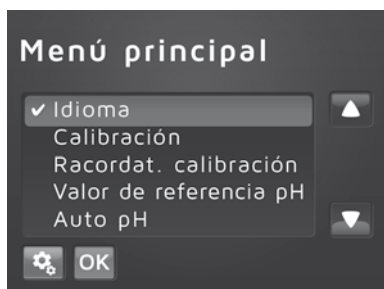 Menú principal
Idioma
Calibración
Racordat. calibración
Valor de referencia pH
Auto pH
OK